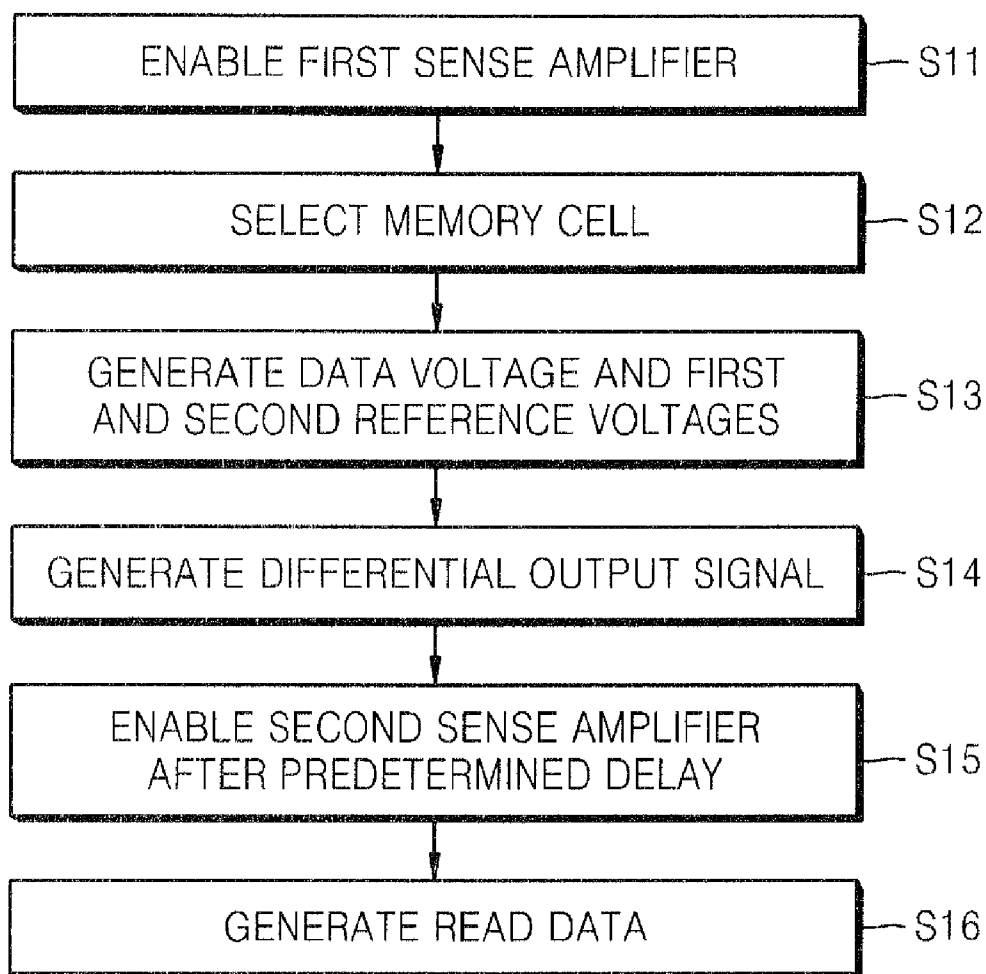 ENABLE FIRST SENSE AMPLIFIER
S11
SELECT MEMORY CELL
S12
GENERATE DATA VOLTAGE AND FIRST
AND SECOND REFERENCE VOLTAGES
S13
GENERATE DIFFERENTIAL OUTPUT SIGNAL
S14
ENABLE SECOND SENSE AMPLIFIER
AFTER PREDETERMINED DELAY
S15
GENERATE READ DATA
S16